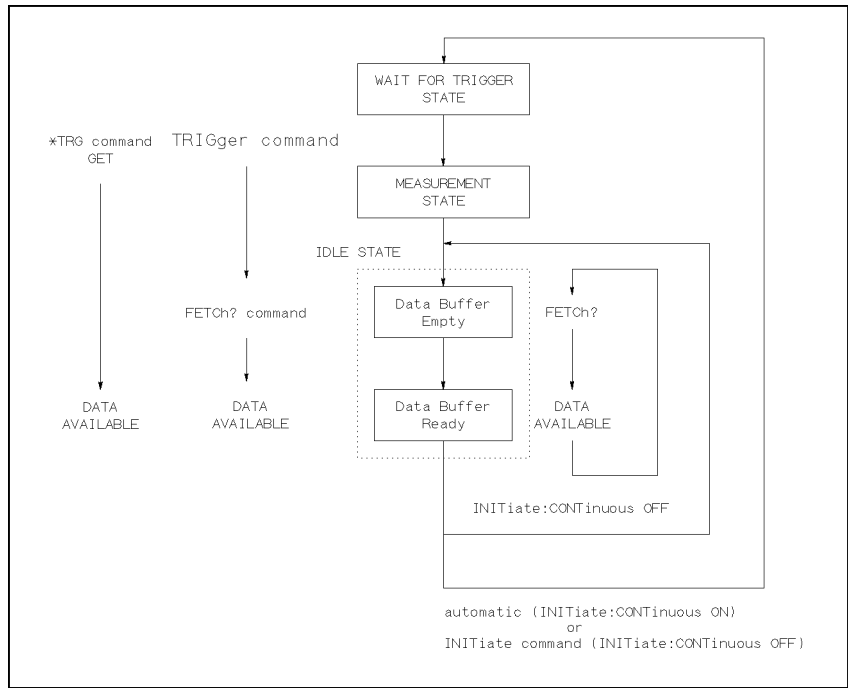 WAIT FOR TRIGGER
STATE
*TRG command
GET
TRIGger command
MEASUREMENT
STATE
IDLE STATE
Data Buffer
Empty
FETCh? command
FETCh?
Data Buffer
Ready
DATA
AVAILABLE
DATA
AVAILABLE
DATA
AVAILABLE
INITiate:CONTinuous OFF
automatic (INITiate:CONTinuous ON)
or
INITiate command (INITiate:CONTinuous OFF)